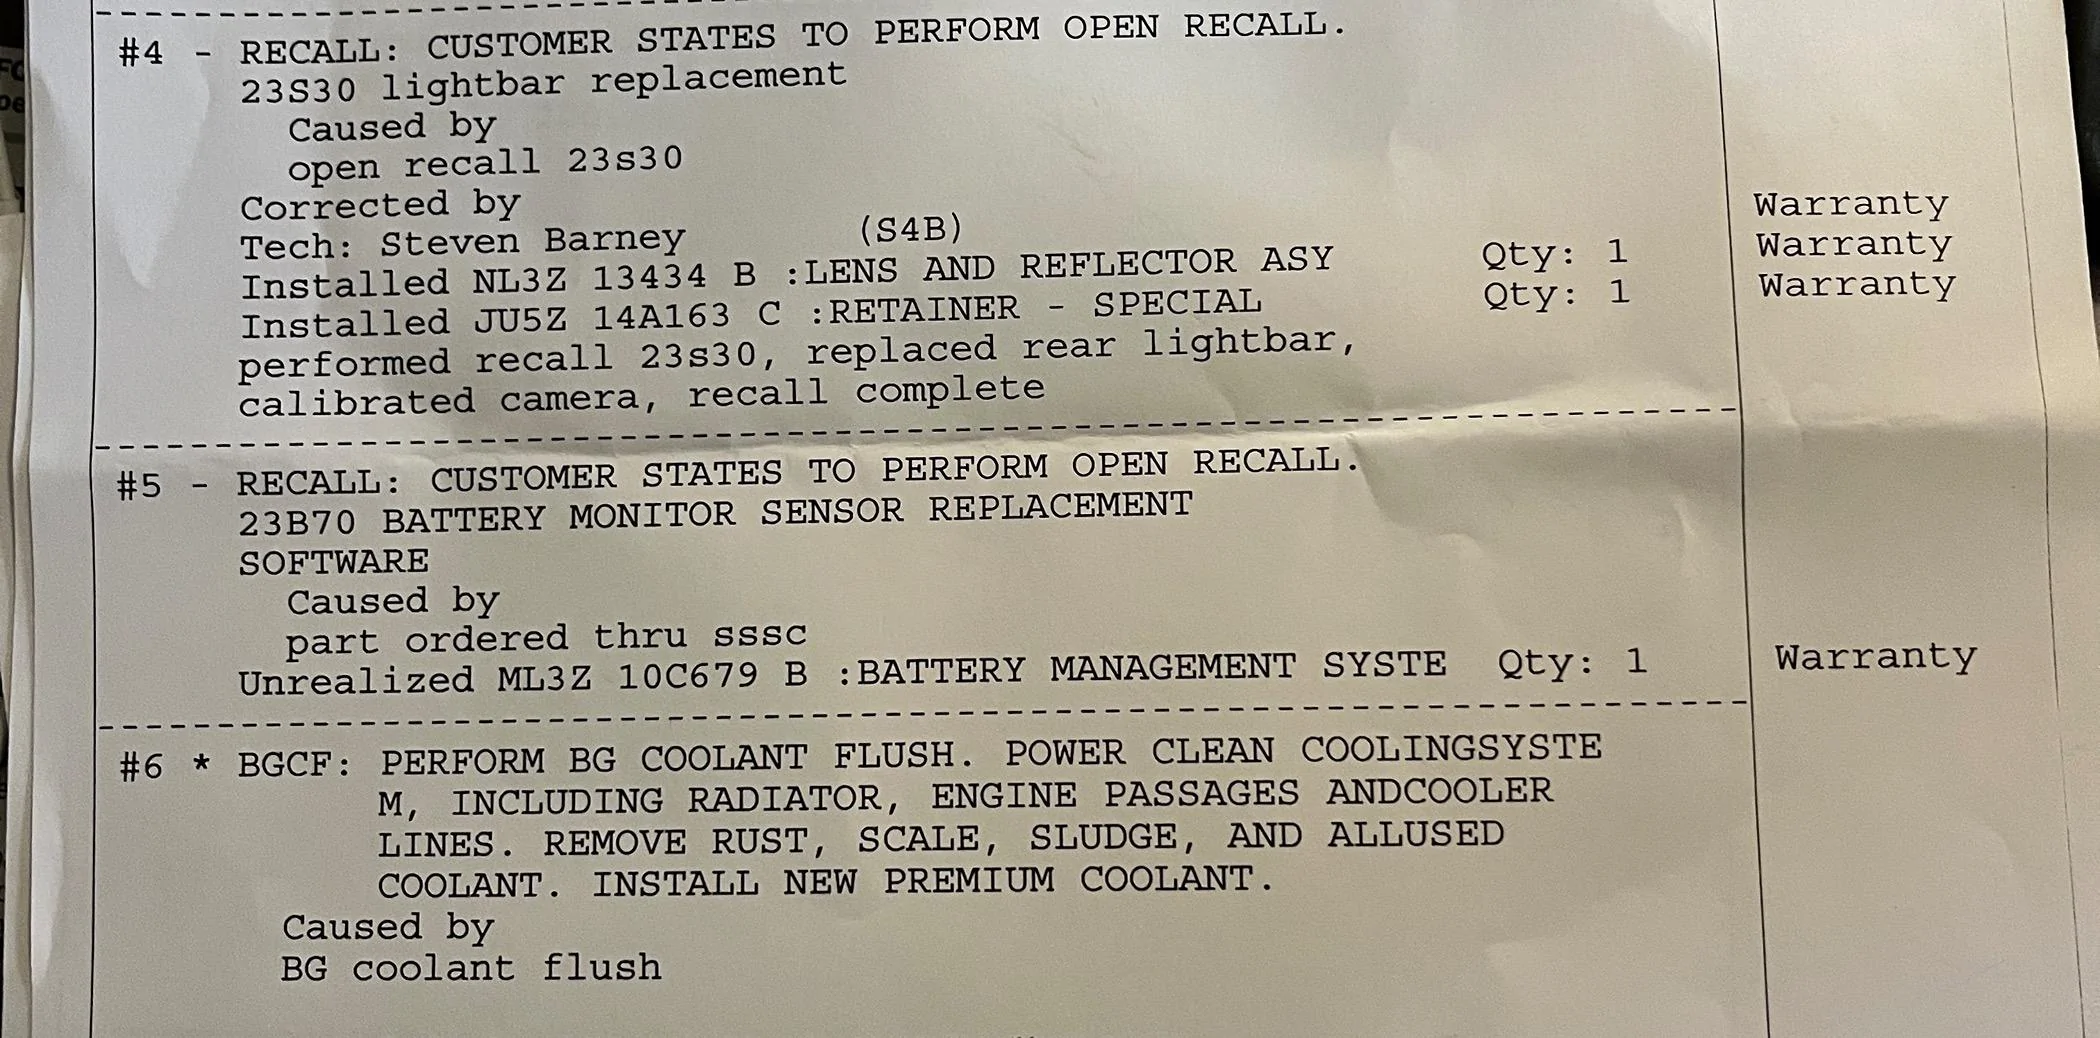 #4 - RECALL: CUSTOMER STATES TO PERFORM OPEN RECALL.
23S30 lightbar replacement
Caused by
open recall 23s30
Corrected by
Tech: Steven Barney (S4B) Warranty
Installed NL3Z 13434 B :LENS AND REFLECTOR ASY Qty: 1 Warranty
Installed JU5Z 14A163 C :RETAINER - SPECIAL Qty: 1 Warranty
performed recall 23s30, replaced rear lightbar,
calibrated camera, recall complete
#5 - RECALL: CUSTOMER STATES TO PERFORM OPEN RECALL.
23B70 BATTERY MONITOR SENSOR REPLACEMENT
SOFTWARE
Caused by
part ordered thru sssc
Unrealized ML3Z 10C679 B :BATTERY MANAGEMENT SYSTE Qty: 1 Warranty
#6 * BGCF: PERFORM BG COOLANT FLUSH. POWER CLEAN COOLINGSYSTE
M, INCLUDING RADIATOR, ENGINE PASSAGES ANDCOOLER
LINES. REMOVE RUST, SCALE, SLUDGE, AND ALLUSED
COOLANT. INSTALL NEW PREMIUM COOLANT.
Caused by
BG coolant flush